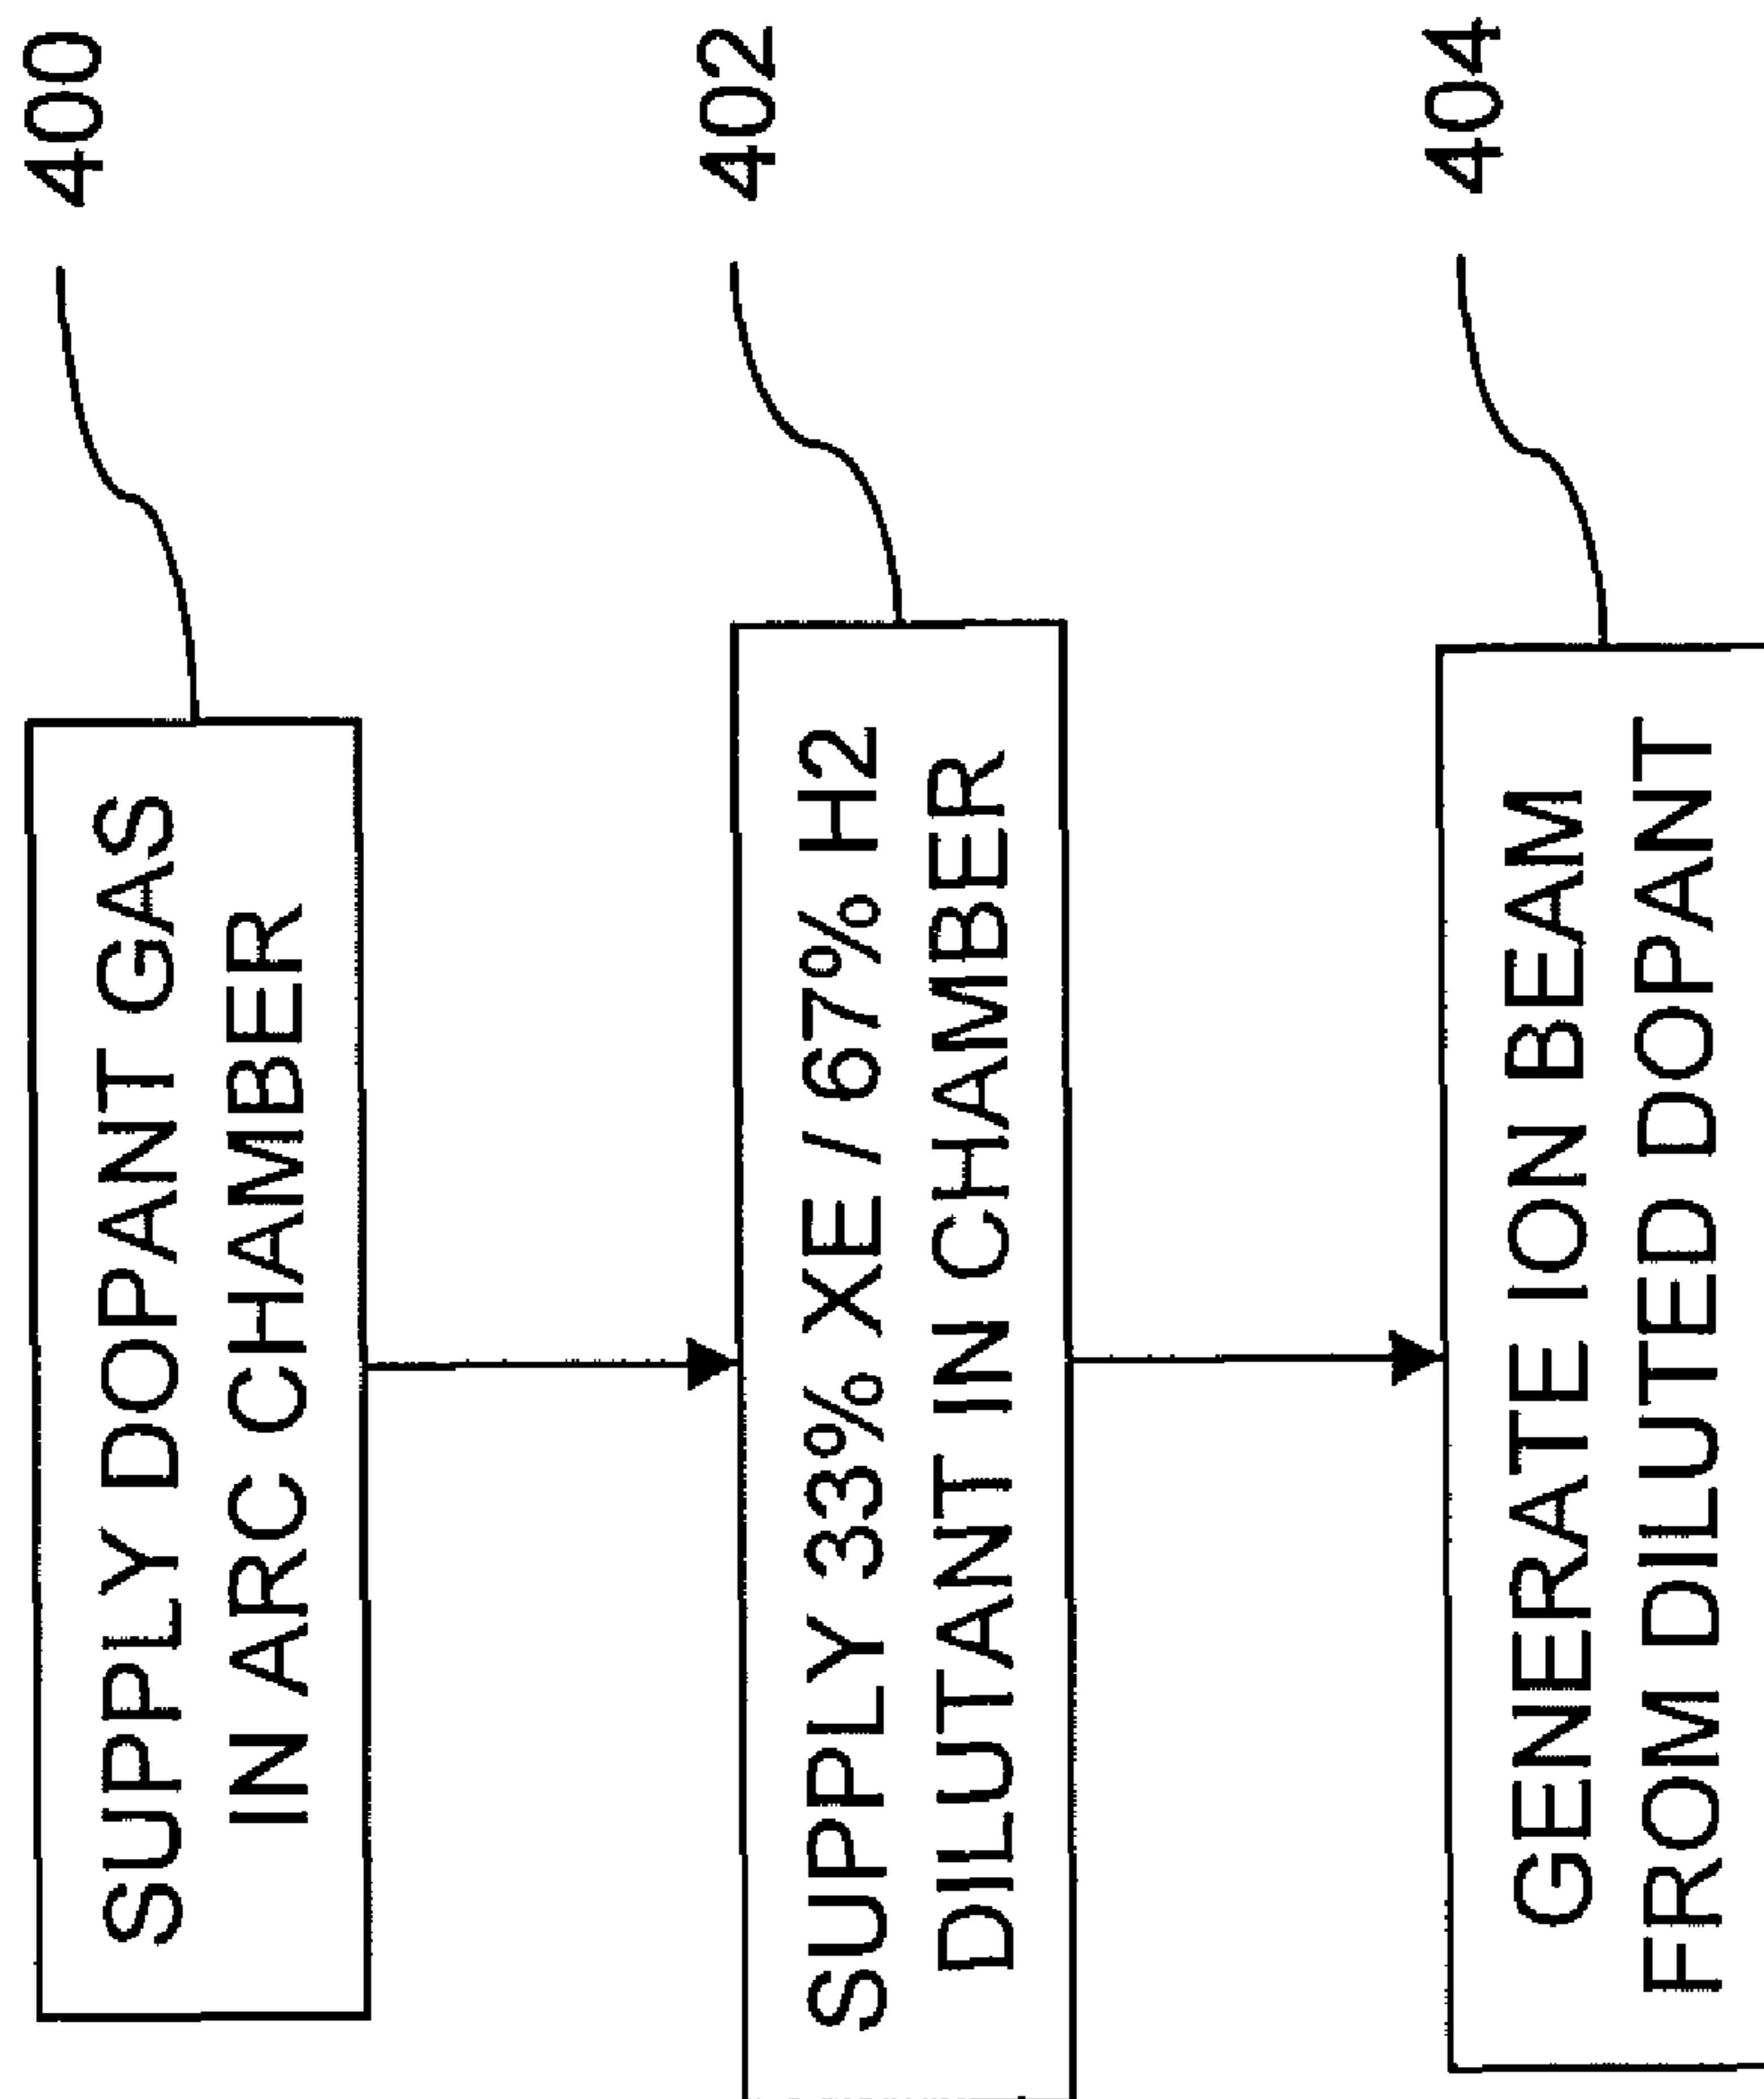 SUPPLY DOPANT GAS
IN ARC CHAMBER
400
SUPPLY 33% XE / 67% H2
DILUTANT IN CHAMBER
402
GENERATE ION BEAM
FROM DILUTED DOPANT
404